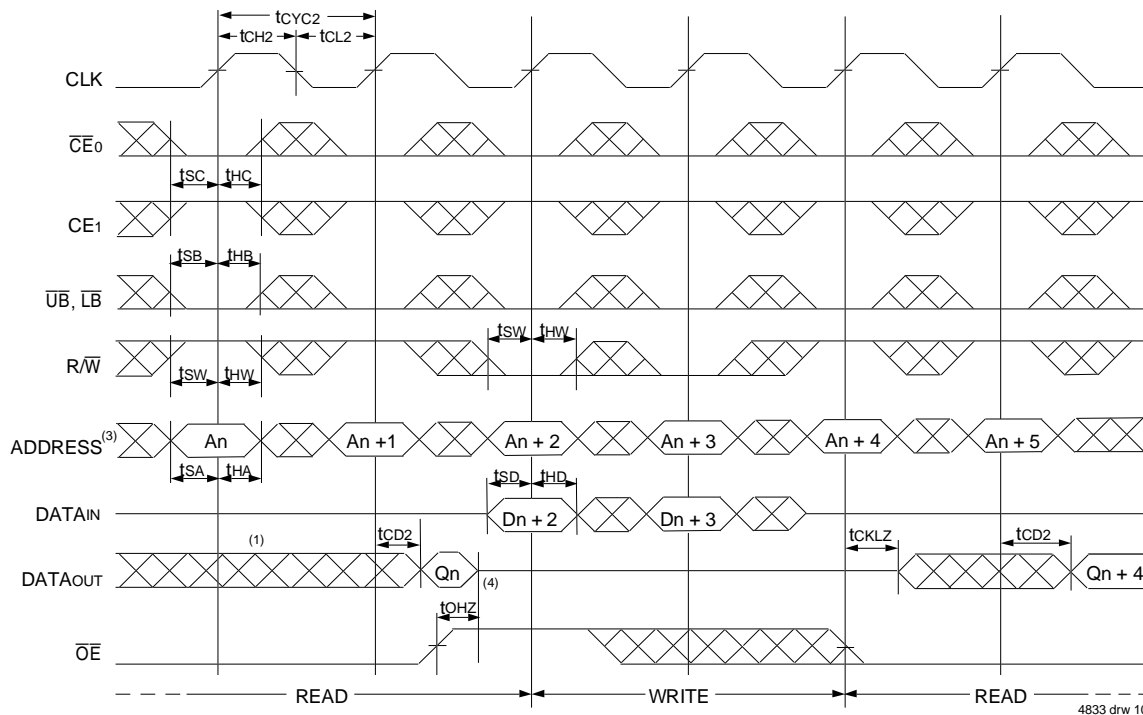 tCYC2
tCH2 tCL2
CLK
CE0
tSC tHC
CE1
tSB tHB
UB, LB
tSW tHW
R/W
tSW tHW
ADDRESS(3) An An +1 An + 2 An + 3 An + 4 An + 5
tSA tHA tSD tHD
DATAIN Dn + 2 Dn + 3
(1) tCD2 tCKLZ tCD2
DATAOUT Qn (4) Qn + 4
tOHZ
OE
READ WRITE READ
4833 drw 10